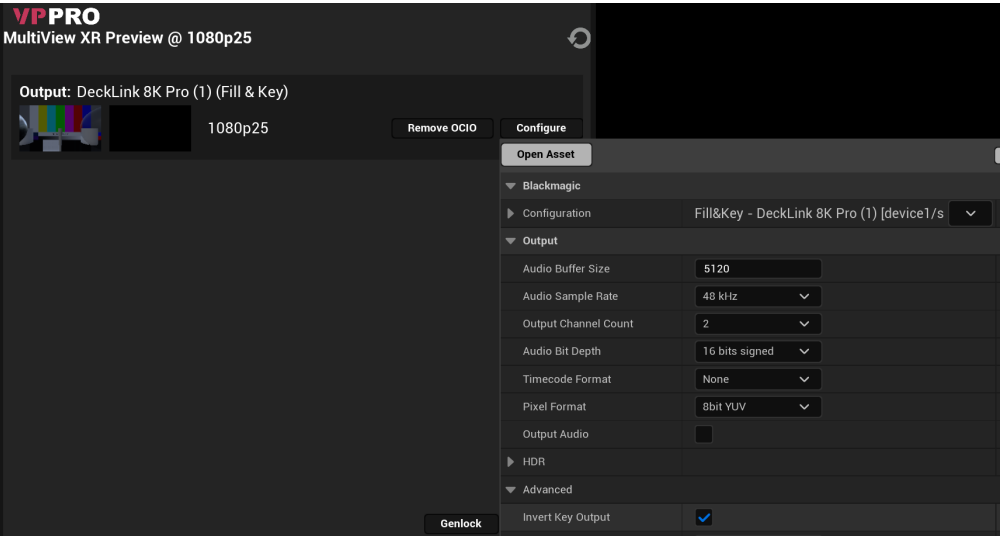 VPPRO
MultiView XR Preview @ 1080p25
Output: DeckLink 8K Pro (1) (Fill & Key)
1080p25
Remove OCIO
Configure
Open Asset
Blackmagic
Configuration
Fill&Key - DeckLink 8K Pro (1) [device1/s
Output
Audio Buffer Size
5120
Audio Sample Rate
48 kHz
Output Channel Count
2
Audio Bit Depth
16 bits signed
Timecode Format
None
Pixel Format
8bit YUV
Output Audio
HDR
Advanced
Invert Key Output
Genlock